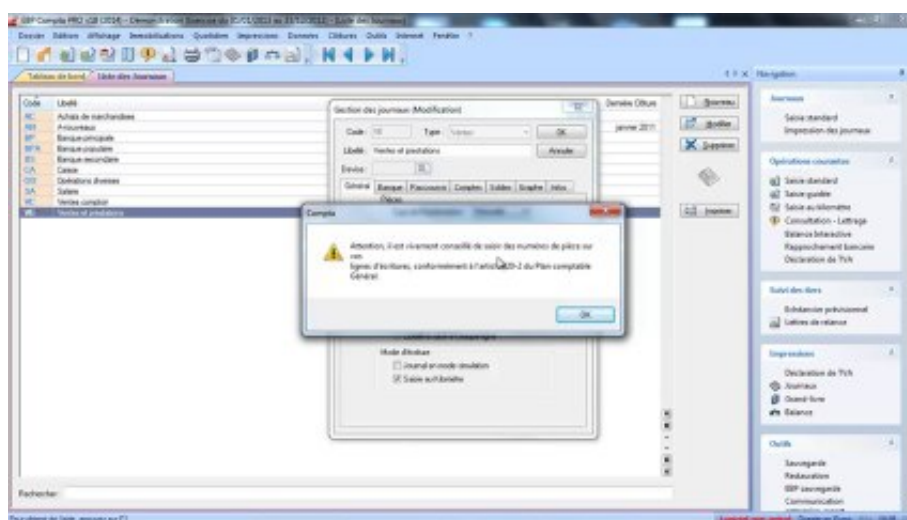 EBP Compta PRO v18 (2014) - Démonstration
Dossier Edition Affichage Immobilisations Quotidien Impressions Données Clôtures Outils Internet Fenêtre ?
Tableau de bord Liste des Journaux
Navigation
Code Libellé Dernière Clôture
AC Achats de marchandises
AN A-nouveaux janvier 2011
BP Banque principale
Banque populaire
Banque secondaire
CA Caisse
OD Opérations diverses
SA Salaire
VC Ventes comptoir
VE Ventes et prestations
Nouveau
Modifier
Supprimer
Imprimer
Gestion des journaux (Modification)
Code Type Ventes OK
Libellé Ventes et prestations Annuler
Devise
Général Banque Raccourcis Comptes Soldes Graphe Infos
Pièces
Compta
Attention, il est vivement conseillé de saisir des numéros de pièce sur
vos
lignes d'écritures, conformément à l'article du Plan comptable
Général.
OK
Mode d'écriture
Journal en mode simulation
Saisie au kilomètre
Rechercher
Journaux
Saisie standard
Impression des journaux
Opérations courantes
Saisie standard
Saisie guidée
Saisie au kilomètre
Consultation - Lettrage
Balance Interactive
Rapprochement bancaire
Déclaration de TVA
Suivi des tiers
Echéancier prévisionnel
Lettres de relance
Impressions
Déclaration de TVA
Journaux
Grand-livre
Balance
Outils
Sauvegarde
Restauration
EBP sauvegarde
Communication